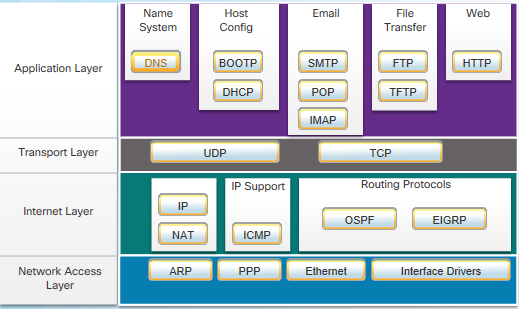 Name
System
Host
Config
Email
FIle
Transfer
Web
Application Layer
DNS
BOOTP
DHCP
SMTP
POP
IMAP
FTP
TFTP
HTTP
Transport Layer
UDP
TCP
Internet Layer
IP
NAT
IP Support
ICMP
Routing Protocols
OSPF
EIGRP
Network Access
Layer
ARP
PPP
Ethernet
Interface Drivers